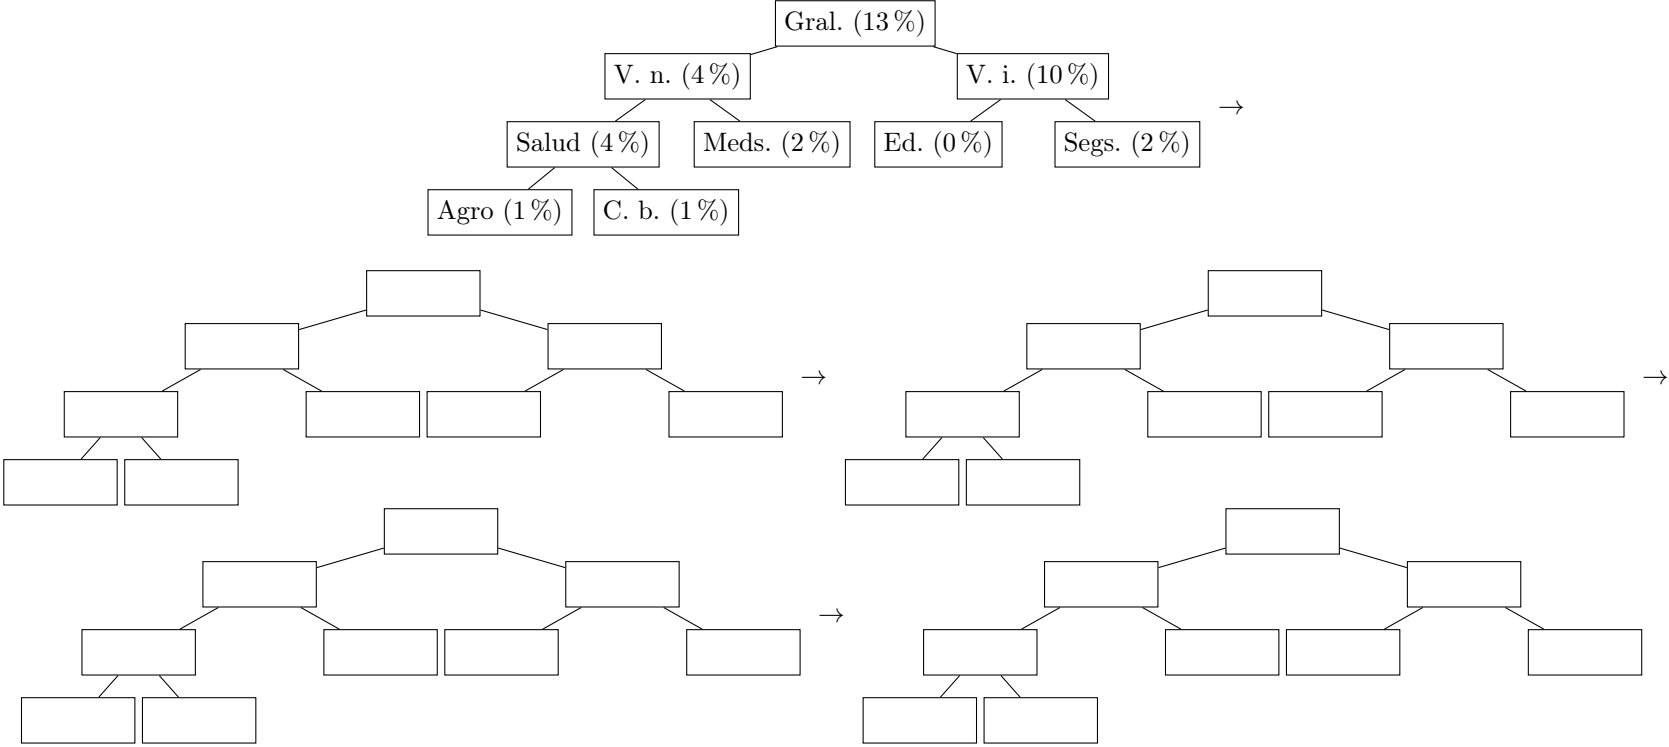 Gral. (13 %)
V. n. (4 %) V. i. (10 %)
→
Salud (4 %) Meds. (2 %) Ed. (0 %) Segs. (2 %)
Agro (1 %) C. b. (1 %)
→ →
→